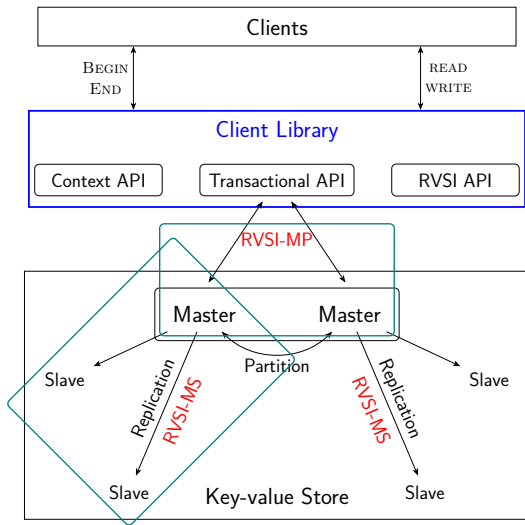 Clients
BEGIN
END
READ
WRITE
Client Library
Context API
Transactional API
RVSI API
RVSI-MP
Master
Master
Partition
Slave
Replication
RVSI-MS
Replication
RVSI-MS
Slave
Slave
Slave
Key-value Store